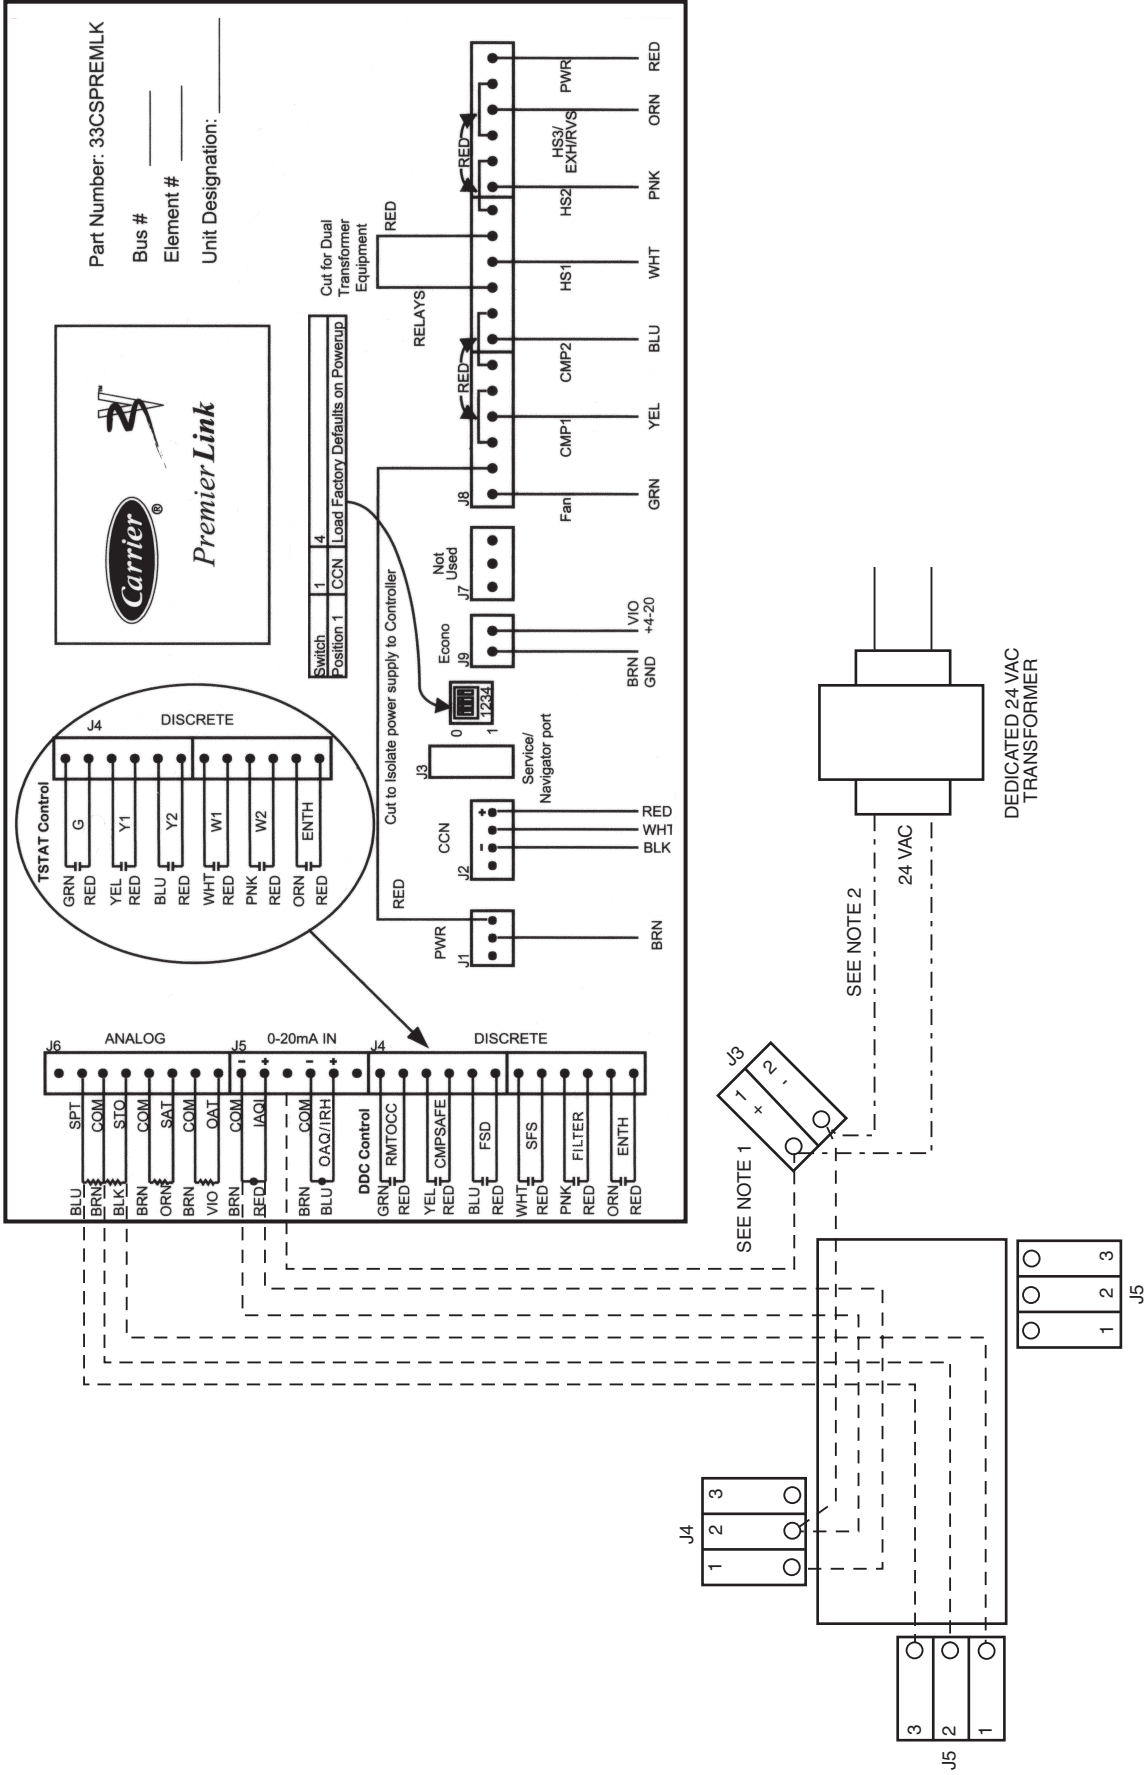 Part Number: 33CSPREMLK
Bus #
Element #
Unit Designation:
Carrier
®
™
3V
PremierLink
Switch 1 4
Position 1 CCN Load Factory Defaults on Powerup
Cut for Dual
Transformer
Equipment
RED
RELAYS
RED
RED
J8
PWR
HS3/
EXH/RVS
HS2
HS1
CMP2
CMP1
Fan
RED
ORN
PNK
WHT
BLU
YEL
GRN
Not
Used
J7
Econo
J9
VIO
+4-20
BRN
GND
0
1
1234
J3
Service/
Navigator port
CCN
J2
+
-
RED
WHT
BLK
Cut to Isolate power supply to Controller
RED
PWR
J1
BRN
TSTAT Control
J4
DISCRETE
G
Y1
Y2
W1
W2
ENTH
GRN
RED
YEL
RED
BLU
RED
WHT
RED
PNK
RED
ORN
RED
J6
ANALOG
J5
0-20mA IN
J4
DISCRETE
-
+
-
+
SPT
COM
STO
COM
SAT
COM
OAT
COM
IAQI
COM
OAQ/IRH
DDC Control
RMTOCC
CMPSAFE
FSD
SFS
FILTER
ENTH
BLU
BRN
BLK
BRN
ORN
BRN
VIO
BRN
RED
BRN
BLU
GRN
RED
YEL
RED
BLU
RED
WHT
RED
PNK
RED
ORN
RED
DEDICATED 24 VAC
TRANSFORMER
24 VAC
SEE NOTE 2
SEE NOTE 1
J3
1
+
2
-
J4
1
2
3
J5
1
2
3
J5
3
2
1